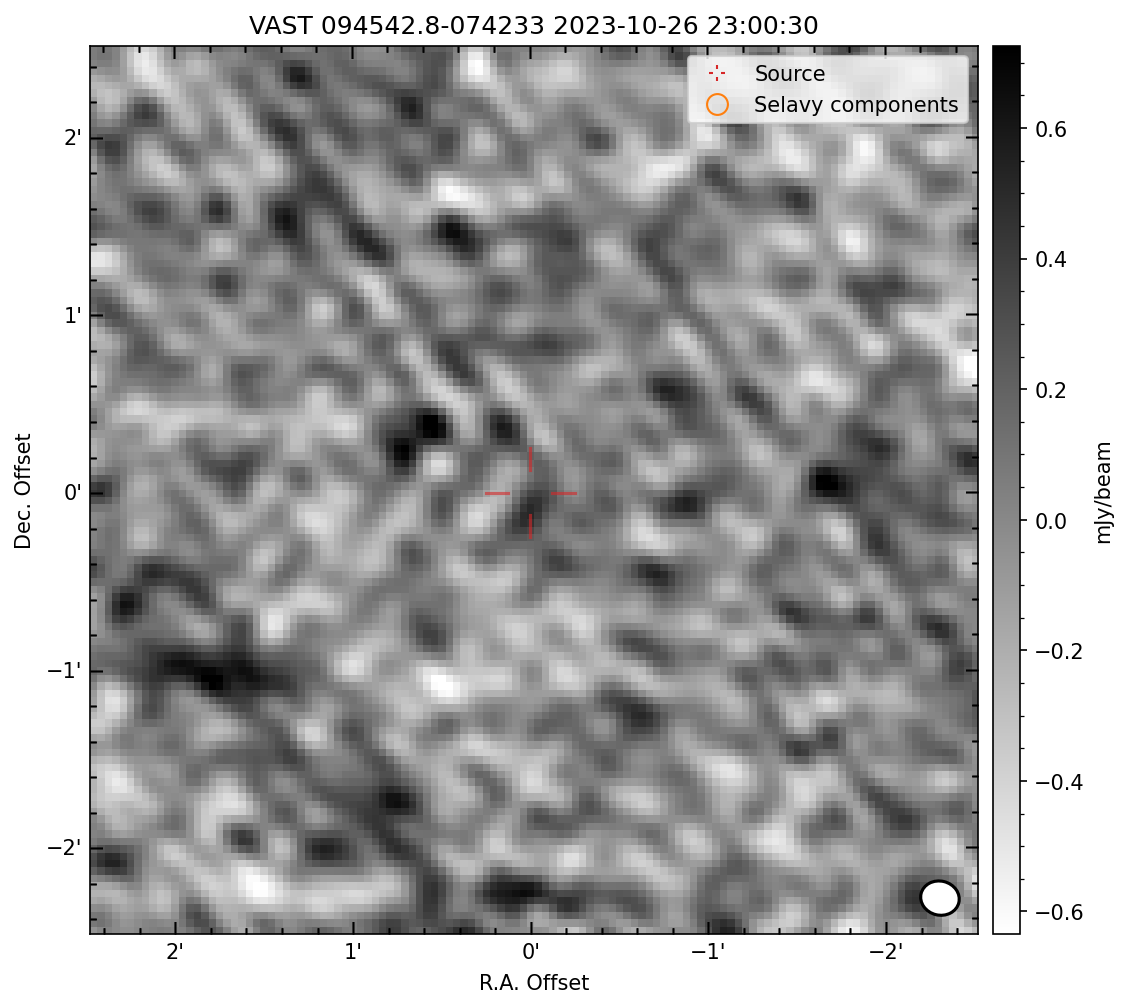 VAST 094542.8-074233 2023-10-26 23:00:30
Source
Selavy components
2'
1'
0'
−1'
−2'
Dec. Offset
2'
1'
0'
−1'
−2'
R.A. Offset
0.6
0.4
0.2
0.0
−0.2
−0.4
−0.6
mJy/beam